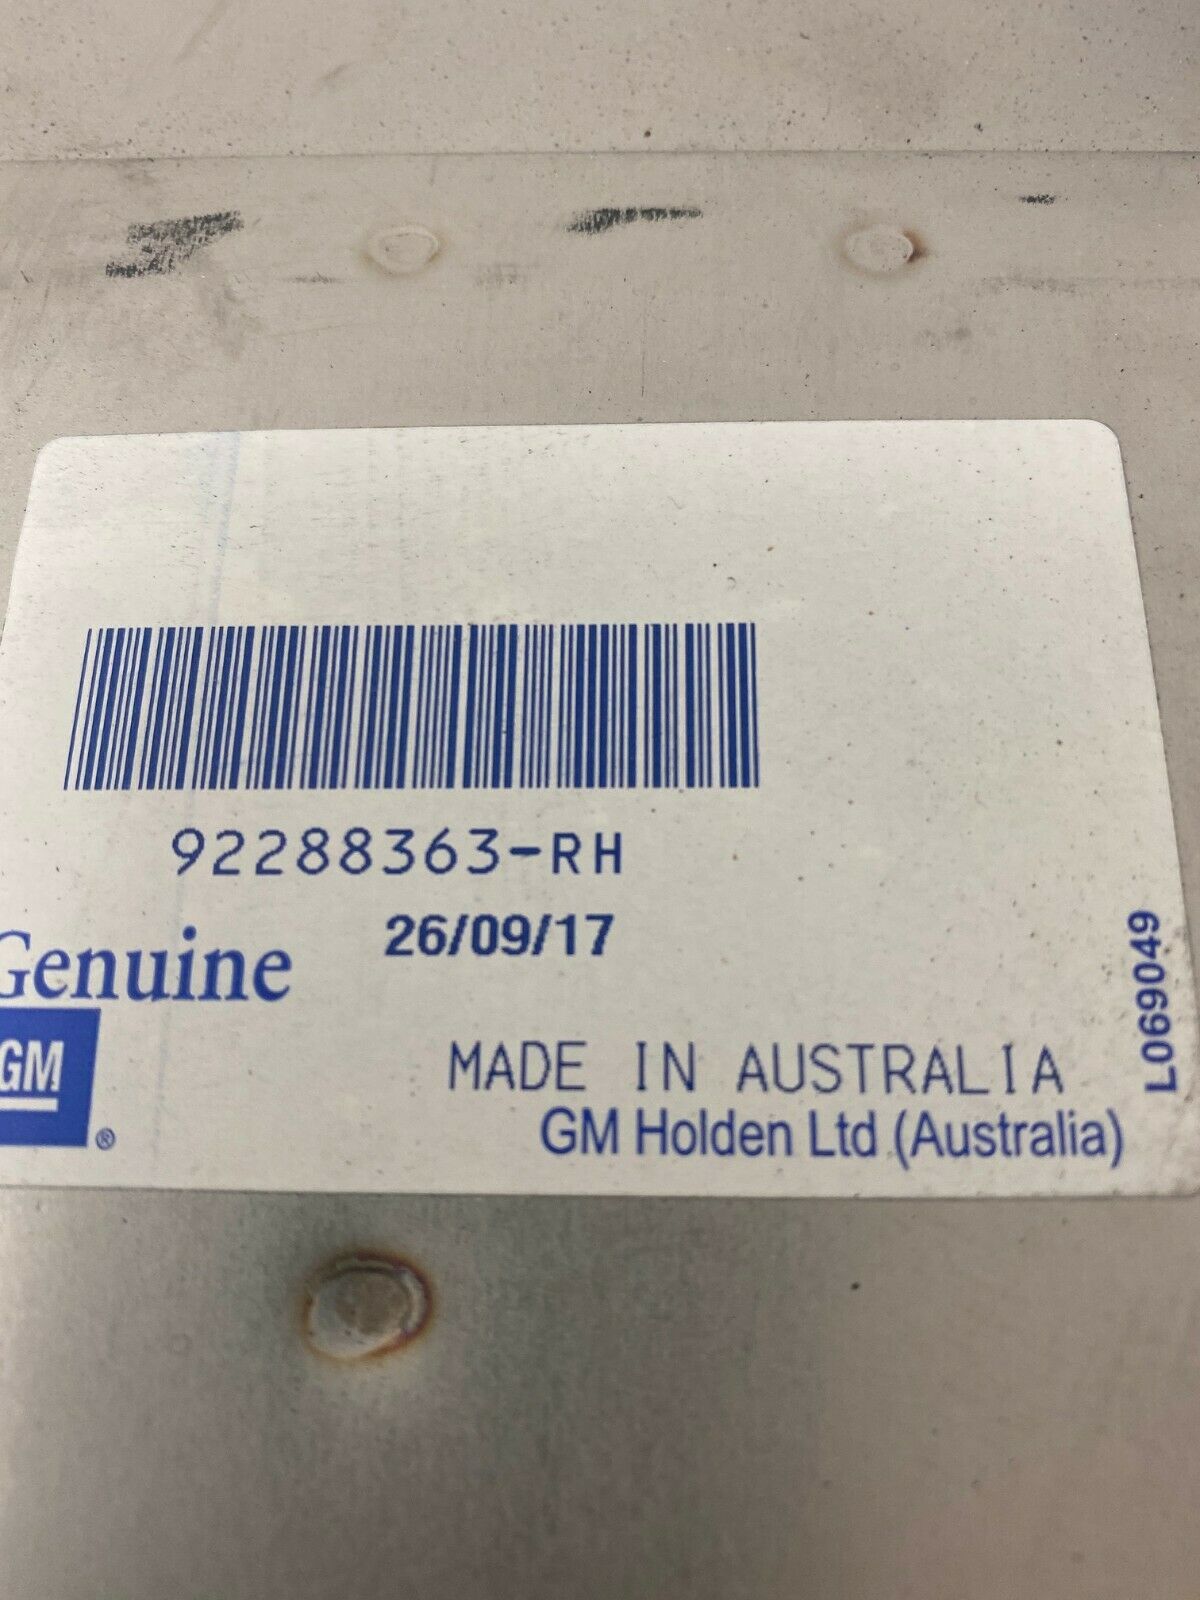 92288363-RH
Genuine 26/09/17
GM
®
MADE IN AUSTRALIA
GM Holden Ltd (Australia)
L069049